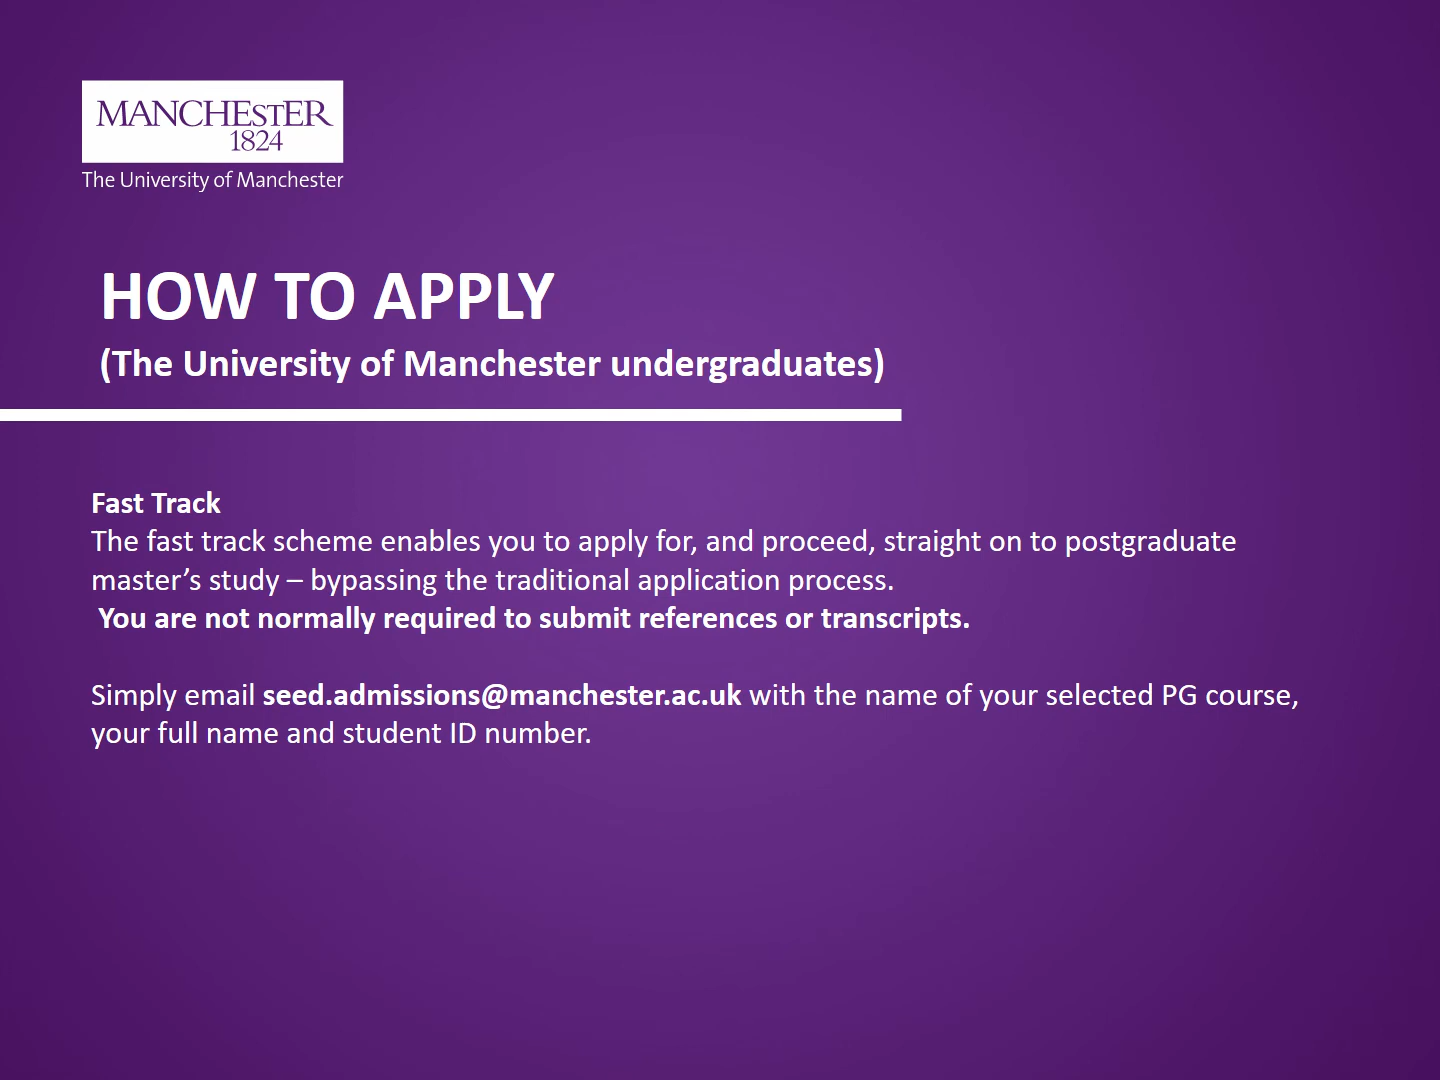 MANCHESTER
1824
The University of Manchester
HOW TO APPLY
(The University of Manchester undergraduates)
Fast Track
The fast track scheme enables you to apply for, and proceed, straight on to postgraduate
master’s study – bypassing the traditional application process.
You are not normally required to submit references or transcripts.
Simply email seed.admissions@manchester.ac.uk with the name of your selected PG course,
your full name and student ID number.